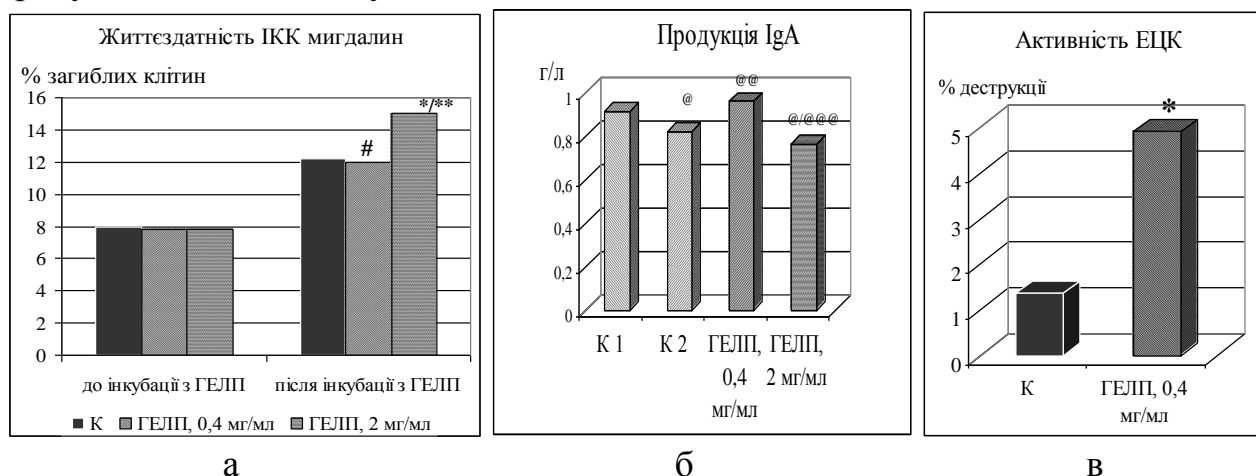 Життєздатність ІКК мигдалин
% загиблих клітин
16
14
12
10
8
6
4
2
0
#
*/**
до інкубації з ГЕЛП
після інкубації з ГЕЛП
К
ГЕЛП, 0,4 мг/мл
ГЕЛП, 2 мг/мл
а
Продукція IgA
г/л
1
0,8
0,6
0,4
0,2
0
@
@@
@/@@@
К 1
К 2
ГЕЛП, 0,4 мг/мл
ГЕЛП, 2 мг/мл
б
Активність ЕЦК
% деструкції
5
4
3
2
1
0
*
К
ГЕЛП, 0,4
мг/мл
в